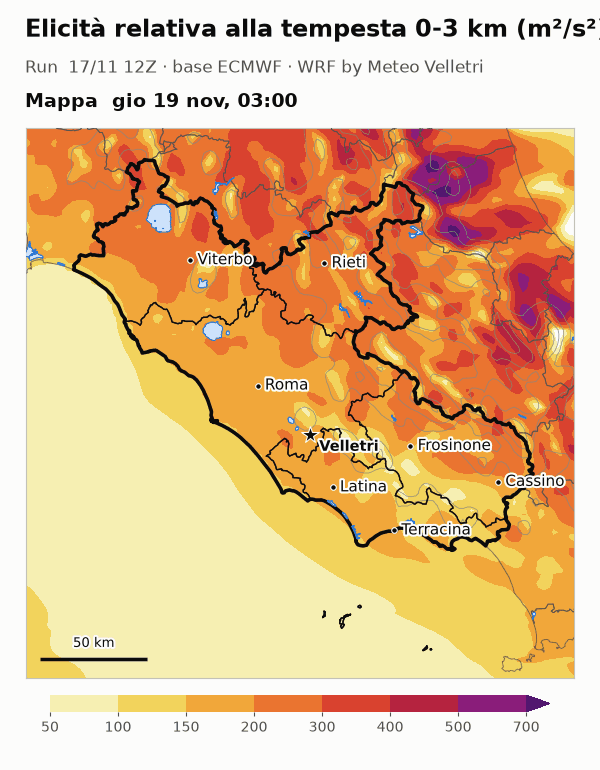 Elicità relativa alla tempesta 0-3 km (m²/s²)
Run 17/11 12Z · base ECMWF · WRF by Meteo Velletri
Mappa gio 19 nov, 03:00
Viterbo
Rieti
Roma
Velletri
Frosinone
Cassino
Latina
Terracina
50 km
50 100 150 200 300 400 500 700